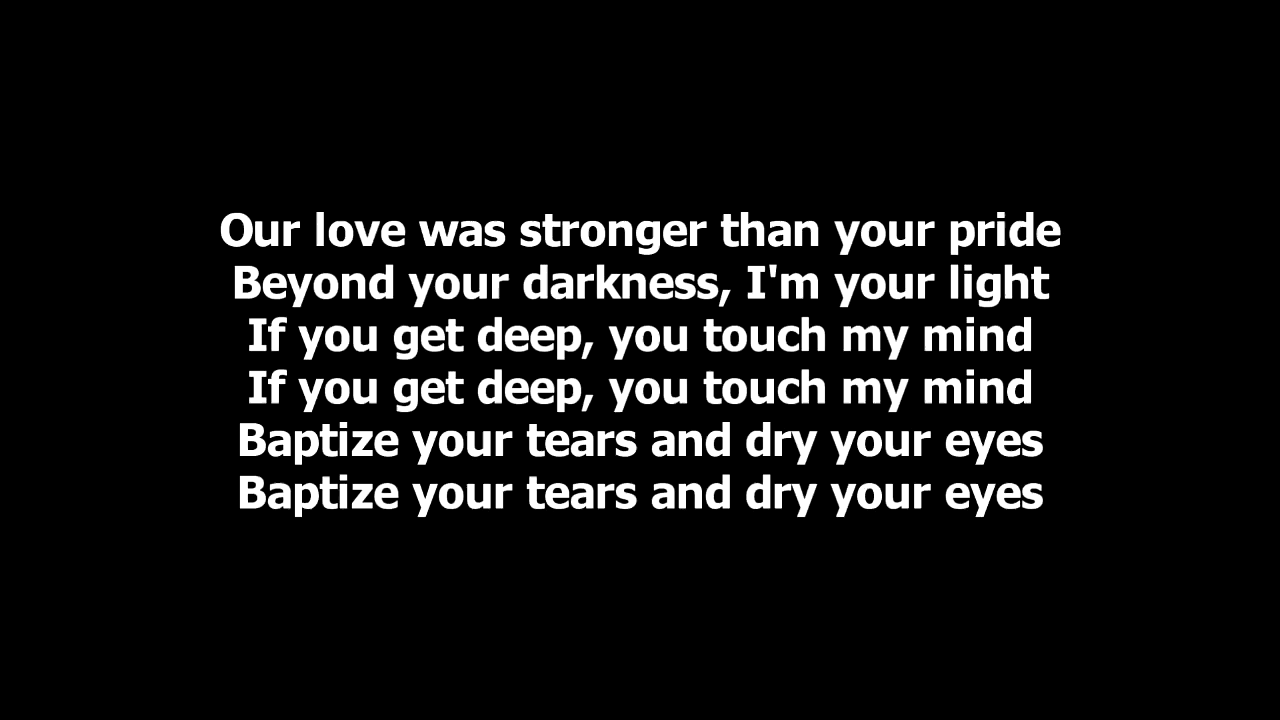 Our love was stronger than your pride
Beyond your darkness, I'm your light
If you get deep, you touch my mind
If you get deep, you touch my mind
Baptize your tears and dry your eyes
Baptize your tears and dry your eyes